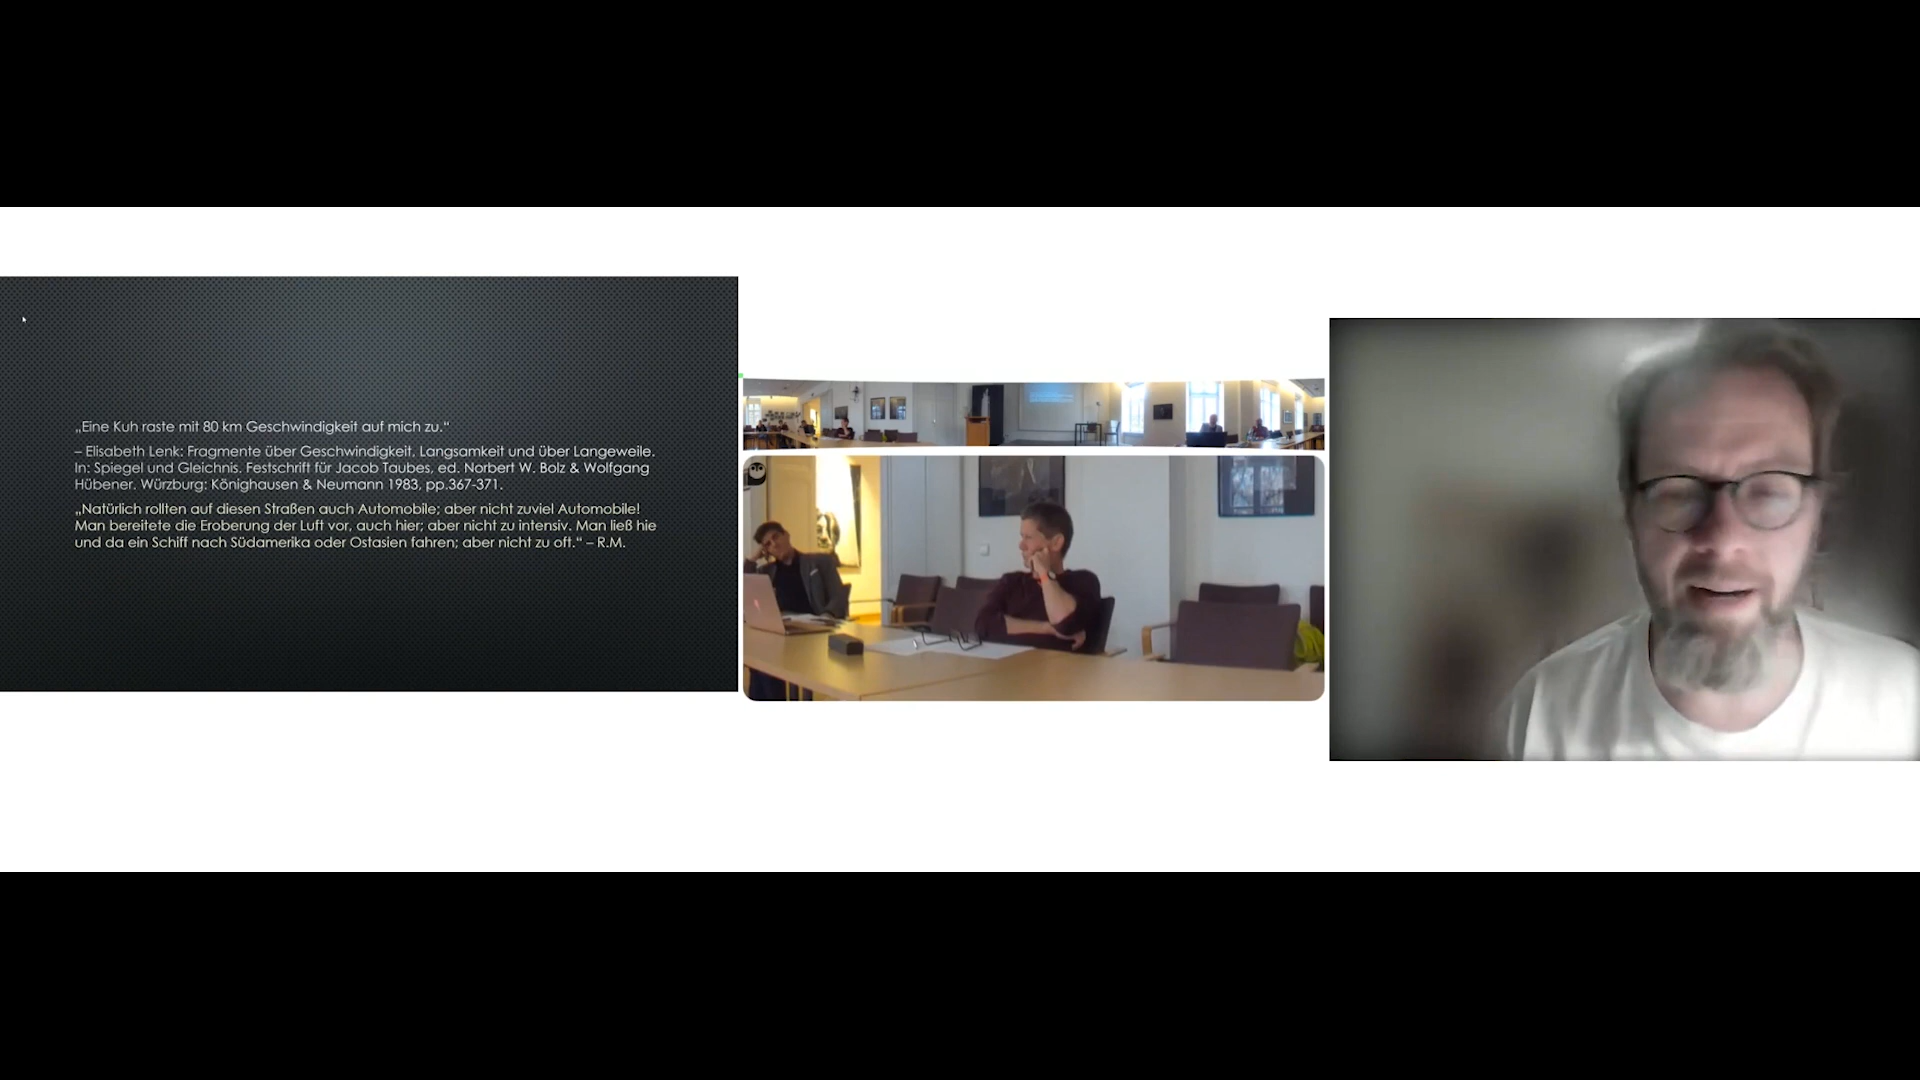 „Eine Kuh raste mit 80 km Geschwindigkeit auf mich zu.“
– Elisabeth Lenk: Fragmente über Geschwindigkeit, Langsamkeit und über Langeweile.
In: Spiegel und Gleichnis. Festschrift für Jacob Taubes, ed. Norbert W. Bolz & Wolfgang
Hübener. Würzburg: Könighausen & Neumann 1983, pp.367-371.
„Natürlich rollten auf diesen Straßen auch Automobile; aber nicht zuviel Automobile!
Man bereitete die Eroberung der Luft vor, auch hier; aber nicht zu intensiv. Man ließ hie
und da ein Schiff nach Südamerika oder Ostasien fahren; aber nicht zu oft.“ – R.M.